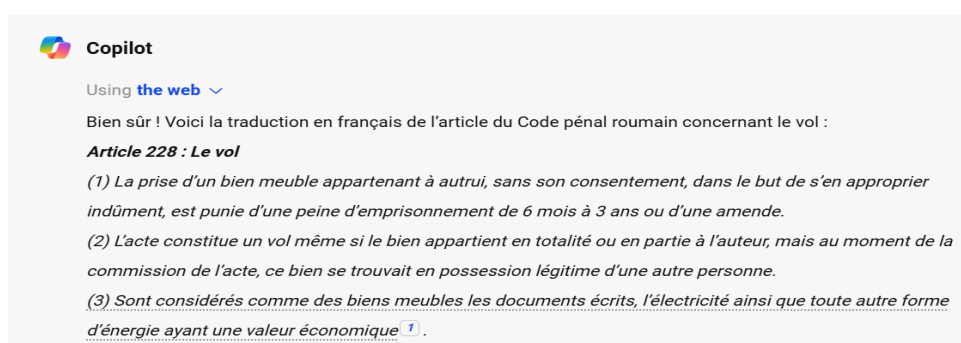 Copilot
Using the web
Bien sûr ! Voici la traduction en français de l’article du Code pénal roumain concernant le vol :
Article 228 : Le vol
(1) La prise d’un bien meuble appartenant à autrui, sans son consentement, dans le but de s’en approprier
indûment, est punie d’une peine d’emprisonnement de 6 mois à 3 ans ou d’une amende.
(2) L’acte constitue un vol même si le bien appartient en totalité ou en partie à l’auteur, mais au moment de la
commission de l’acte, ce bien se trouvait en possession légitime d’une autre personne.
(3) Sont considérés comme des biens meubles les documents écrits, l’électricité ainsi que toute autre forme
d’énergie ayant une valeur économique 1 .